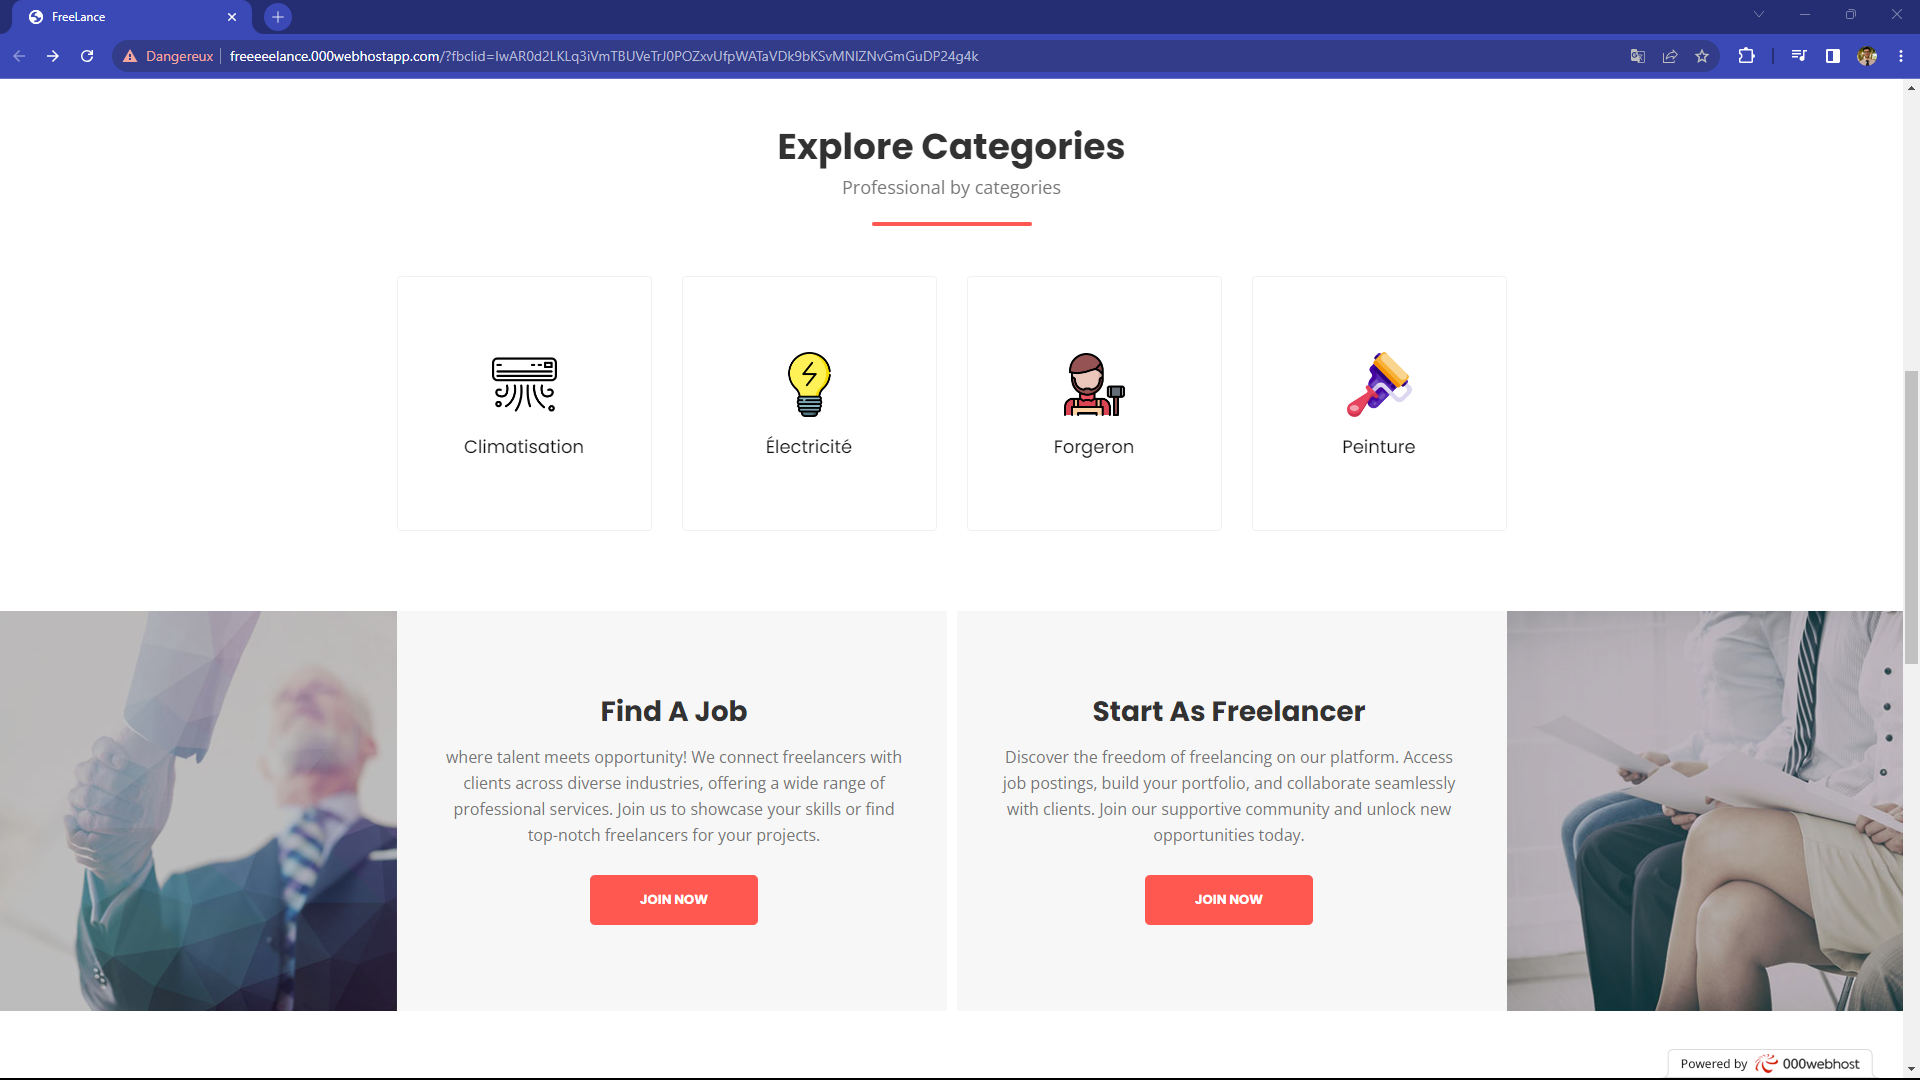 FreeLance
Dangereux
freeeeelance.000webhostapp.com/?fbclid=IwAR0d2LKLq3iVmTBUVeTrJ0POZxvUfpWATaVDk9bKSvMNIZNvGmGuDP24g4k
Explore Categories
Professional by categories
Climatisation
Électricité
Forgeron
Peinture
Find A Job
where talent meets opportunity! We connect freelancers with
clients across diverse industries, offering a wide range of
professional services. Join us to showcase your skills or find
top-notch freelancers for your projects.
JOIN NOW
Start As Freelancer
Discover the freedom of freelancing on our platform. Access
job postings, build your portfolio, and collaborate seamlessly
with clients. Join our supportive community and unlock new
opportunities today.
JOIN NOW
Powered by 000webhost